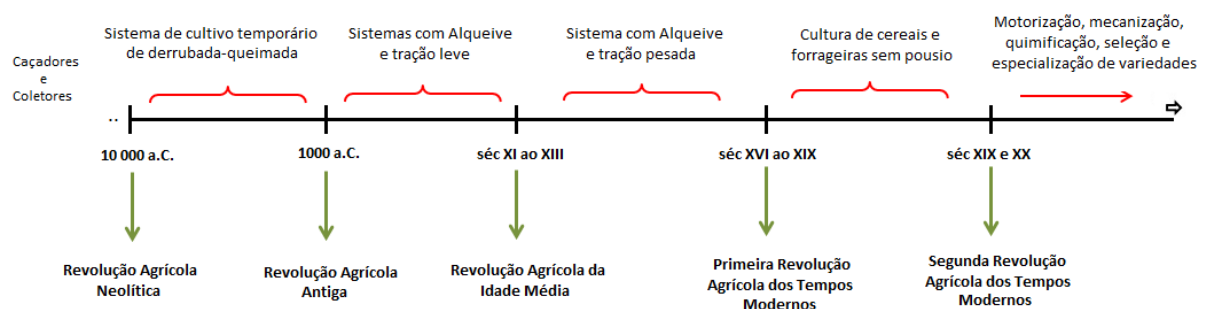 Caçadores
e
Coletores
Sistema de cultivo temporário
de derrubada-queimada
Sistemas com Alqueive
e tração leve
Sistema com Alqueive
e tração pesada
Cultura de cereais e
forrageiras sem pousio
Motorização, mecanização,
quimificação, seleção e
especialização de variedades
..
10 000 a.C.
1000 a.C.
séc XI ao XIII
séc XVI ao XIX
séc XIX e XX
Revolução Agrícola
Neolítica
Revolução Agrícola
Antiga
Revolução Agrícola da
Idade Média
Primeira Revolução
Agrícola dos Tempos
Modernos
Segunda Revolução
Agrícola dos Tempos
Modernos